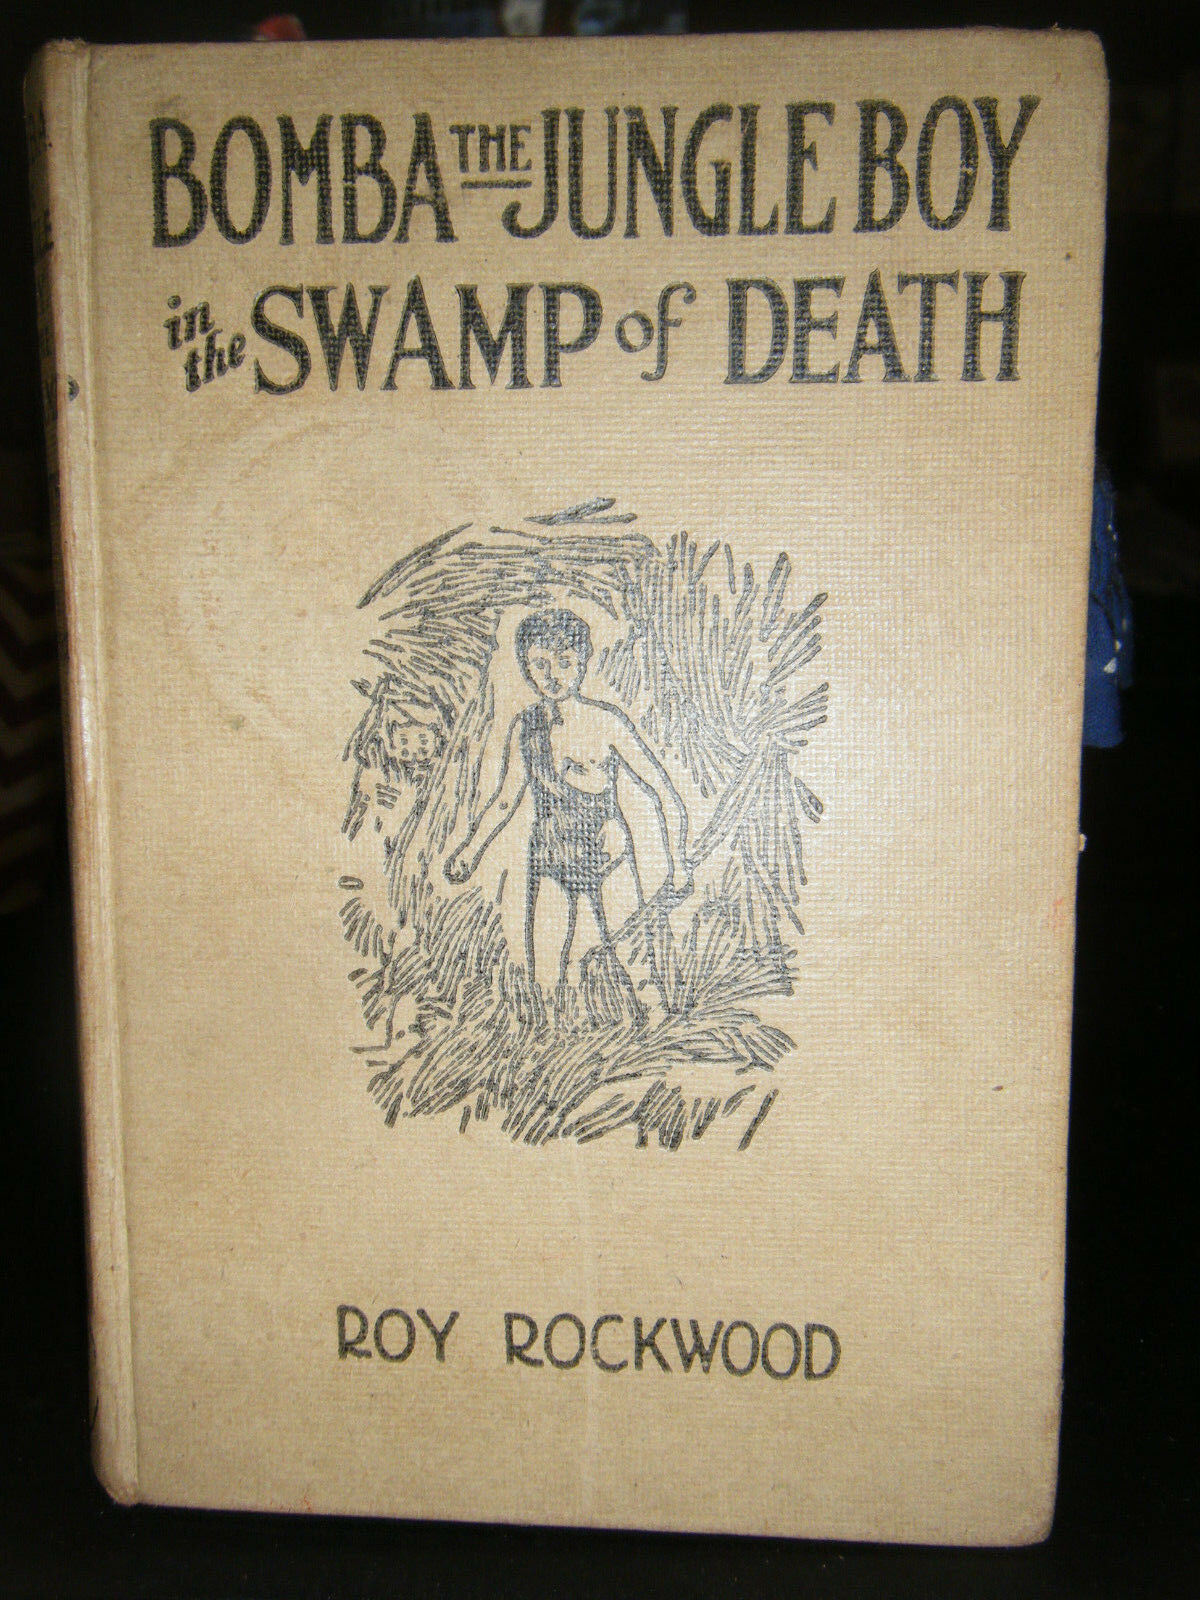 BOMBA THE JUNGLE BOY
in the SWAMP of DEATH
ROY ROCKWOOD